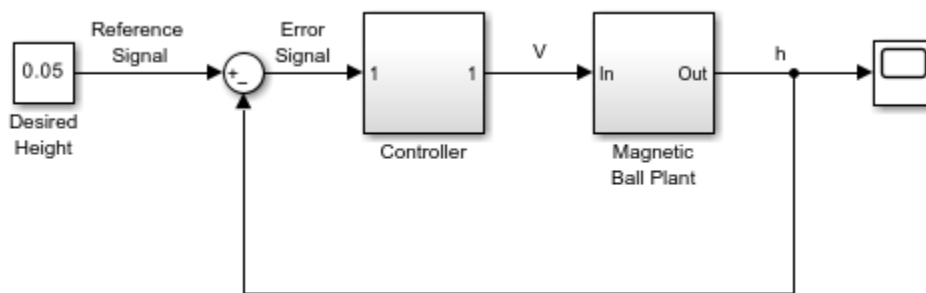 Reference
Signal
Error
Signal
0.05
+
−
1
1
V
In
Out
h
Desired
Height
Controller
Magnetic
Ball Plant